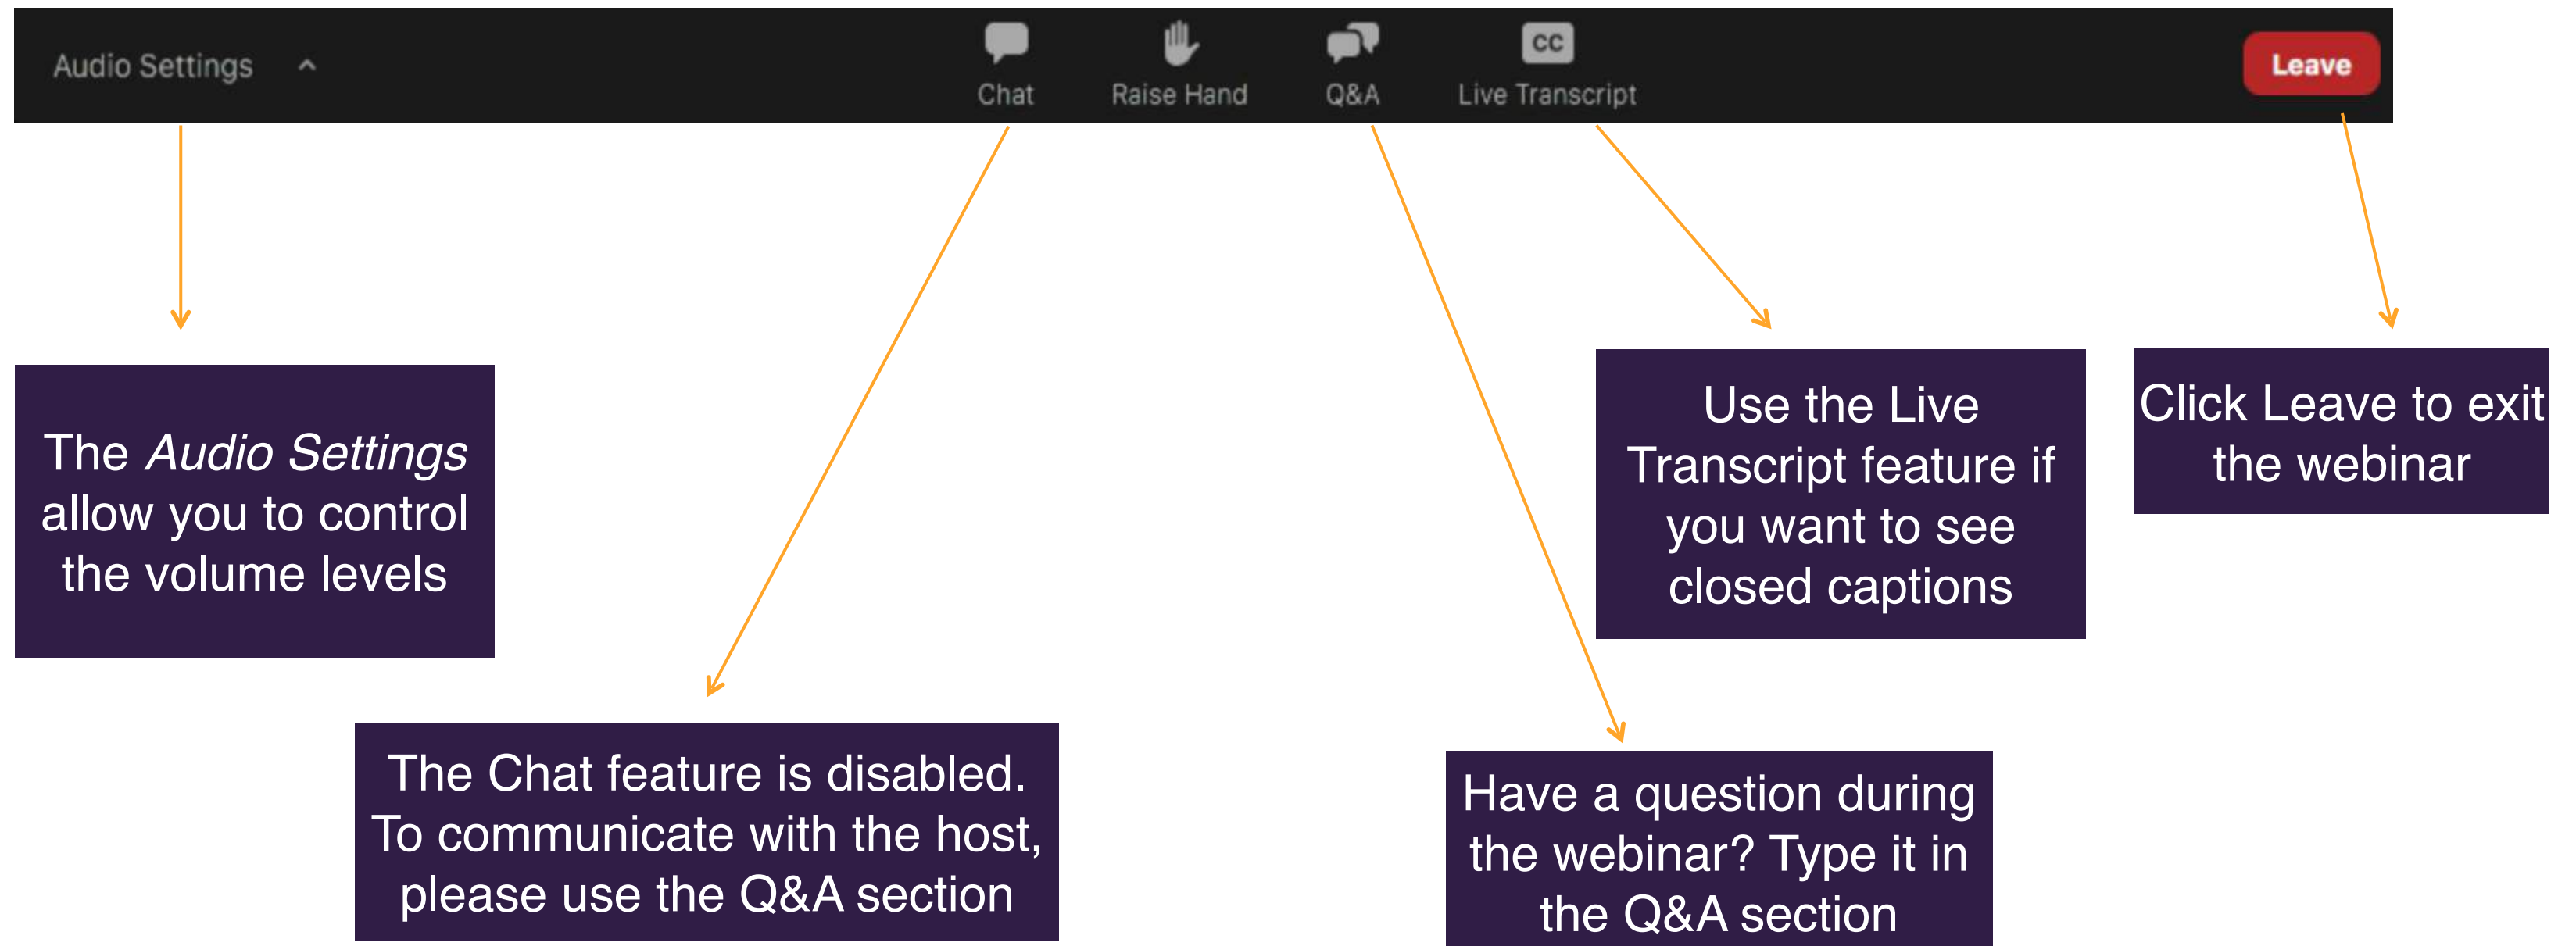 Audio Settings
Chat
Raise Hand
Q&A
CC
Live Transcript
Leave
The Audio Settings
allow you to control
the volume levels
The Chat feature is disabled.
To communicate with the host,
please use the Q&A section
Have a question during
the webinar? Type it in
the Q&A section
Use the Live
Transcript feature if
you want to see
closed captions
Click Leave to exit
the webinar